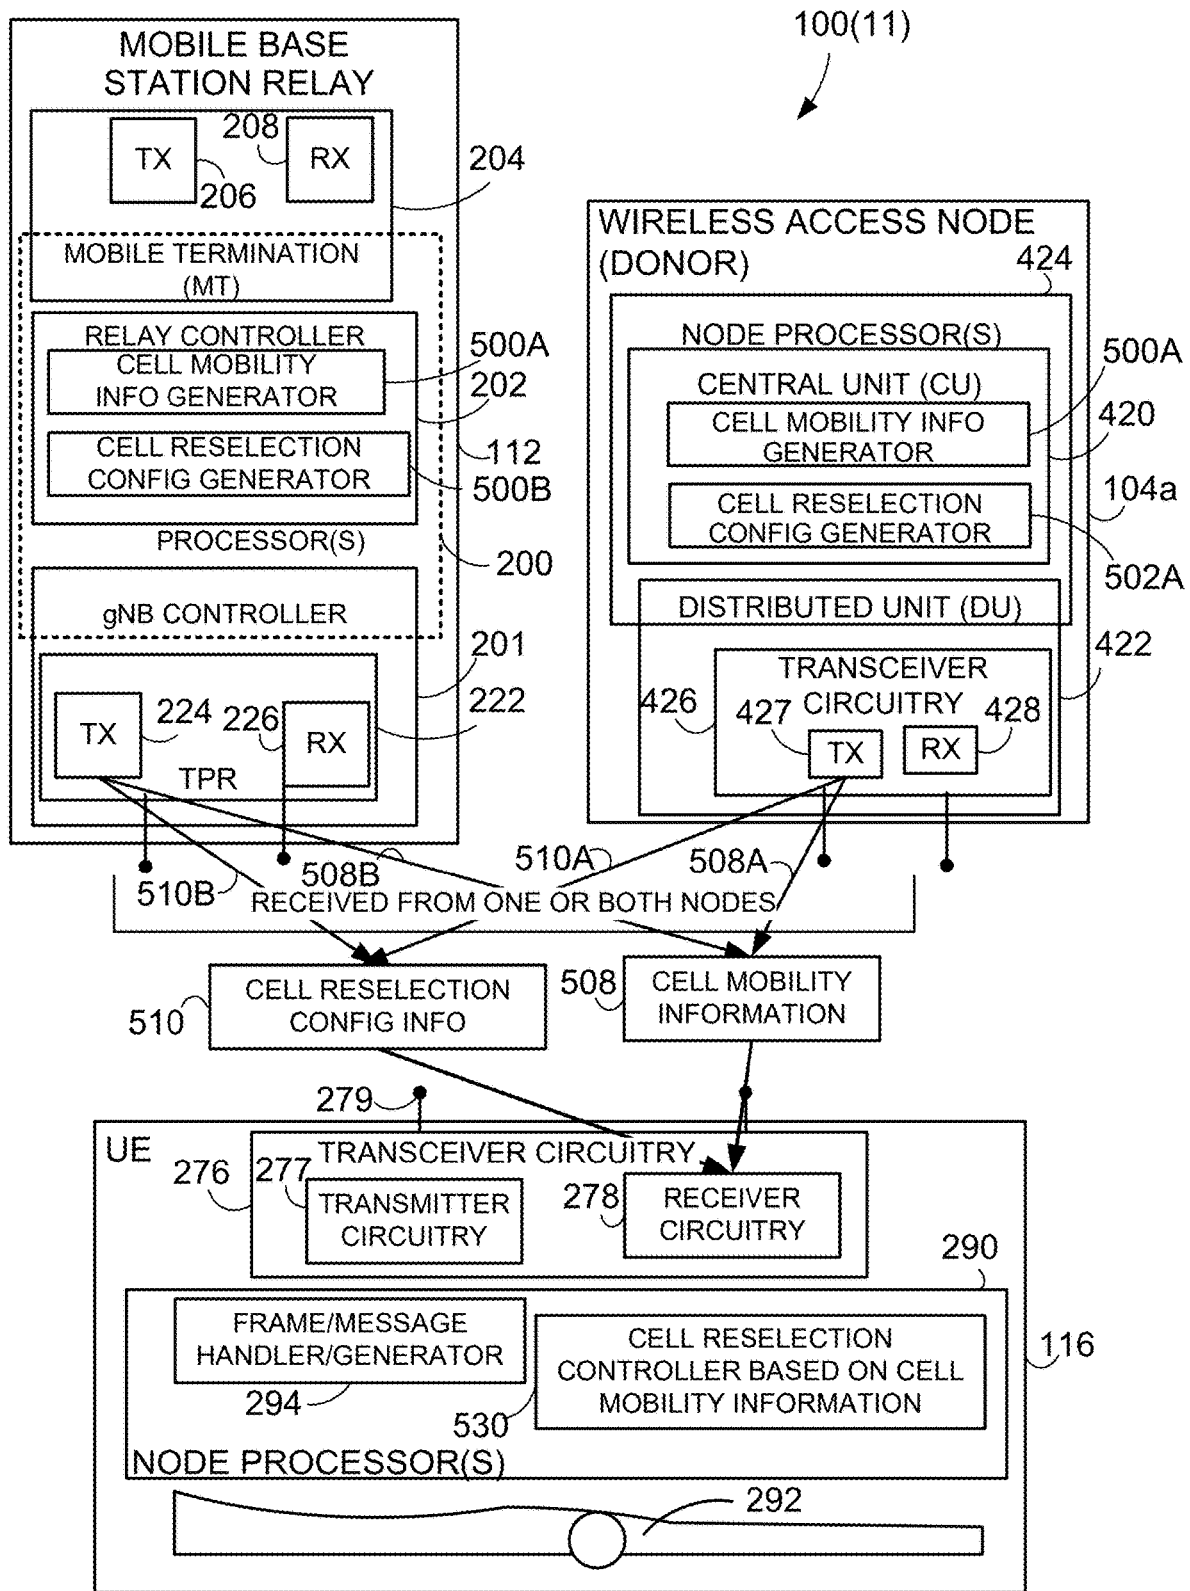 100(11)
MOBILE BASE
STATION RELAY
TX
206
208
RX
204
MOBILE TERMINATION
(MT)
RELAY CONTROLLER
CELL MOBILITY
INFO GENERATOR
500A
202
CELL RESELECTION
CONFIG GENERATOR
112
500B
PROCESSOR(S)
200
gNB CONTROLLER
201
TX
224
226
RX
222
TPR
WIRELESS ACCESS NODE
(DONOR)
424
NODE PROCESSOR(S)
500A
CENTRAL UNIT (CU)
CELL MOBILITY INFO
GENERATOR
420
CELL RESELECTION
CONFIG GENERATOR
104a
502A
DISTRIBUTED UNIT (DU)
TRANSCEIVER
CIRCUITRY
422
426
427
TX
RX
428
510B
508B
510A
508A
RECEIVED FROM ONE OR BOTH NODES
CELL RESELECTION
CONFIG INFO
510
508
CELL MOBILITY
INFORMATION
279
UE
TRANSCEIVER CIRCUITRY
276
277
TRANSMITTER
CIRCUITRY
278
RECEIVER
CIRCUITRY
290
FRAME/MESSAGE
HANDLER/GENERATOR
294
CELL RESELECTION
CONTROLLER BASED ON CELL
MOBILITY INFORMATION
530
116
NODE PROCESSOR(S)
292